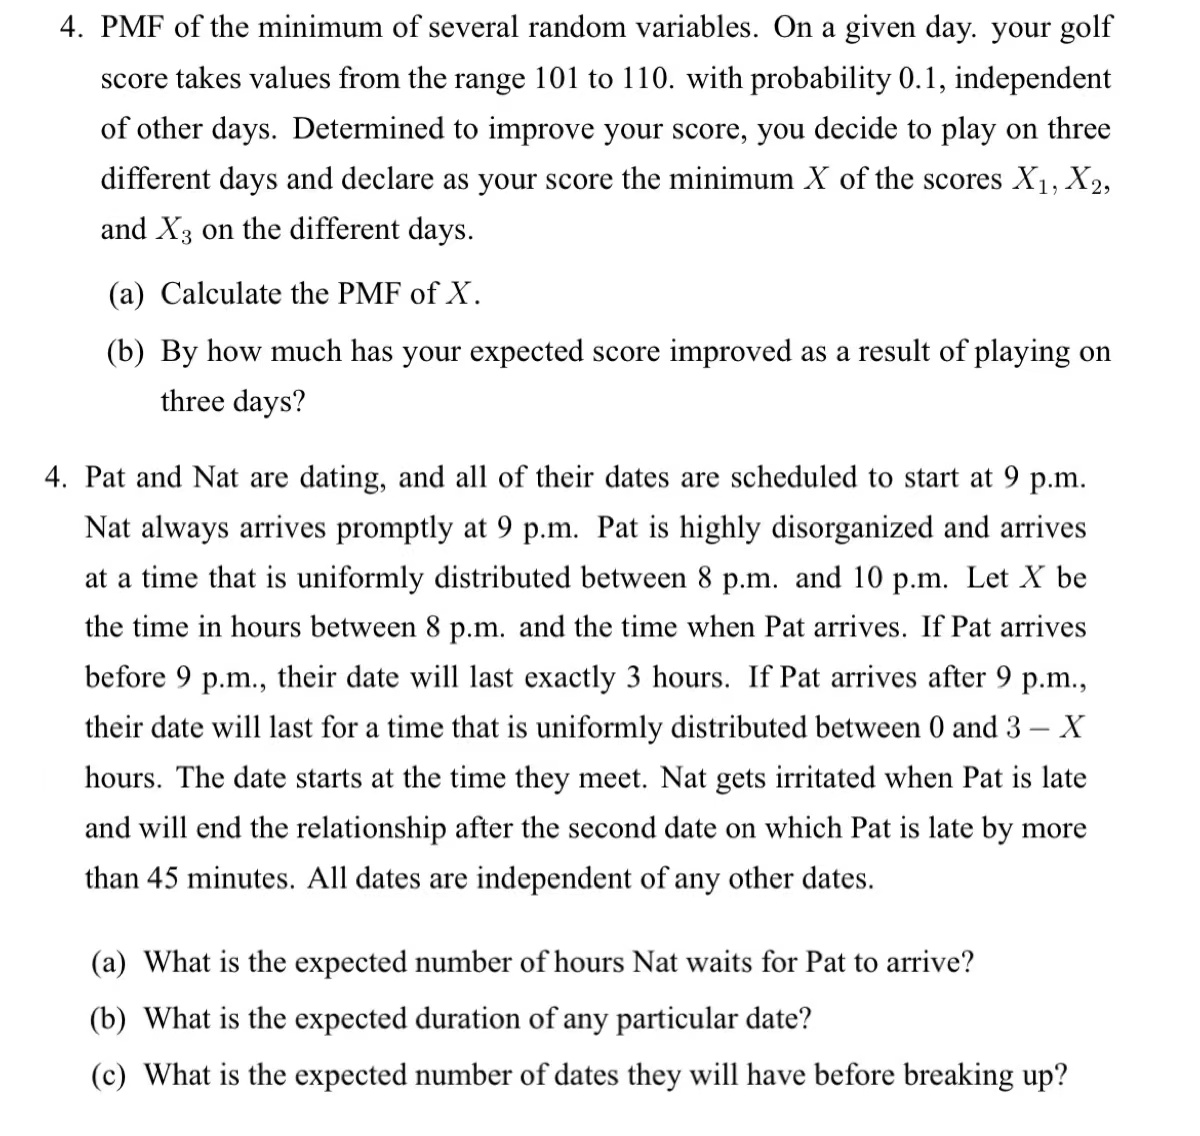 4. PMF of the minimum of several random variables. On a given day. your golf
score takes values from the range 101 to 110. with probability 0.1, independent
of other days. Determined to improve your score, you decide to play on three
different days and declare as your score the minimum X of the scores X₁, X₂,
and X₃ on the different days.
(a) Calculate the PMF of X.
(b) By how much has your expected score improved as a result of playing on
three days?
4. Pat and Nat are dating, and all of their dates are scheduled to start at 9 p.m.
Nat always arrives promptly at 9 p.m. Pat is highly disorganized and arrives
at a time that is uniformly distributed between 8 p.m. and 10 p.m. Let X be
the time in hours between 8 p.m. and the time when Pat arrives. If Pat arrives
before 9 p.m., their date will last exactly 3 hours. If Pat arrives after 9 p.m.,
their date will last for a time that is uniformly distributed between 0 and 3 – X
hours. The date starts at the time they meet. Nat gets irritated when Pat is late
and will end the relationship after the second date on which Pat is late by more
than 45 minutes. All dates are independent of any other dates.
(a) What is the expected number of hours Nat waits for Pat to arrive?
(b) What is the expected duration of any particular date?
(c) What is the expected number of dates they will have before breaking up?